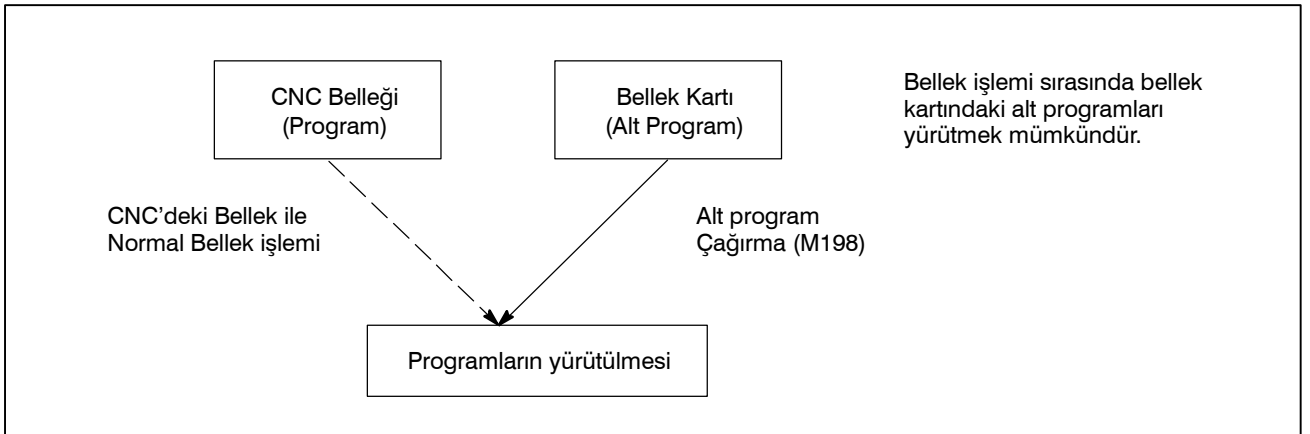 CNC Belleği
(Program)
Bellek Kartı
(Alt Program)
Bellek işlemi sırasında bellek
kartındaki alt programları
yürütmek mümkündür.
CNC’deki Bellek ile
Normal Bellek işlemi
Alt program
Çağırma (M198)
Programların yürütülmesi